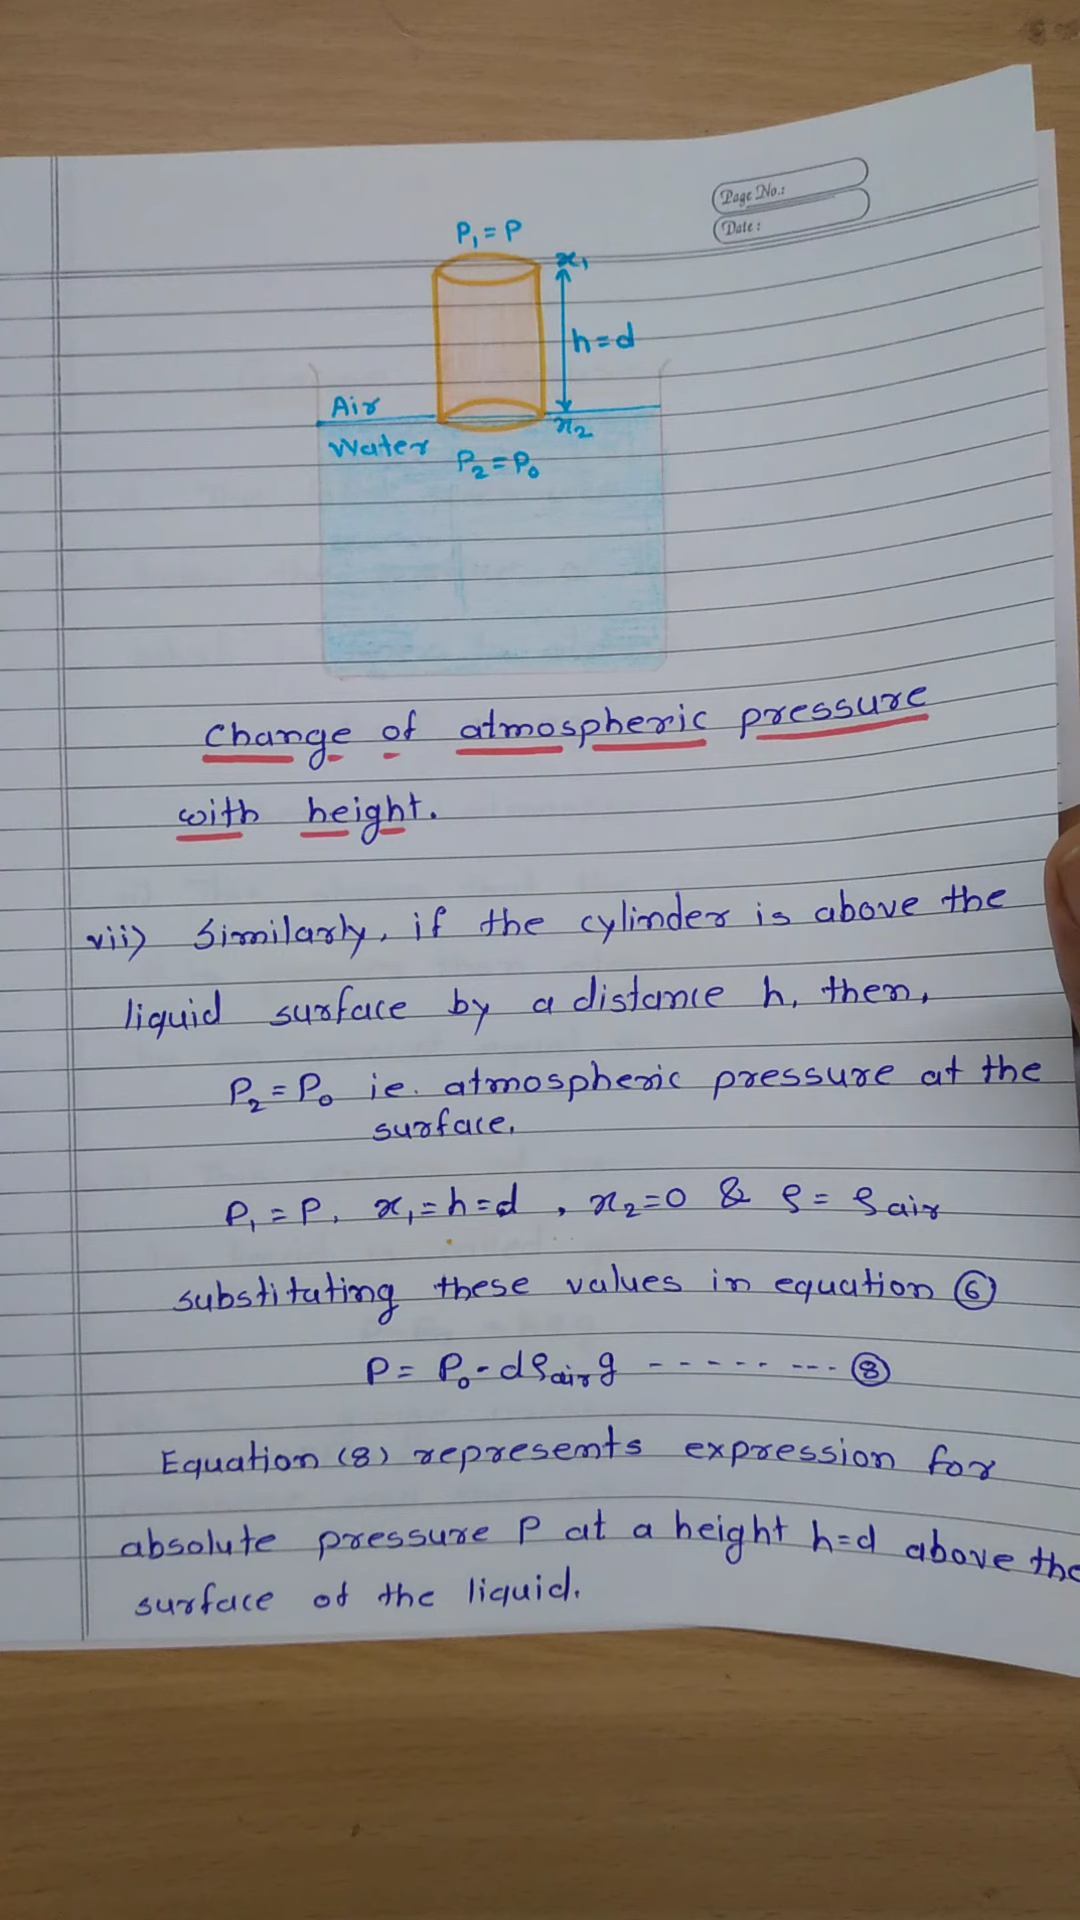 Page No.:
Date:
P₁ = P
x₁
h=d
Air
x₂
Water
P₂ = P₀
Change of atmospheric pressure
with height.
vii) Similarly, if the cylinder is above the
liquid surface by a distance h, then,
P₂ = P₀ ie. atmospheric pressure at the
surface.
P₁ = P, x₁ = h = d, x₂ = 0 & ρ = ρair
substituting these values in equation ⑥
P = P₀ - dρair g --------- ⑧
Equation (8) represents expression for
absolute pressure P at a height h=d above the
surface of the liquid.